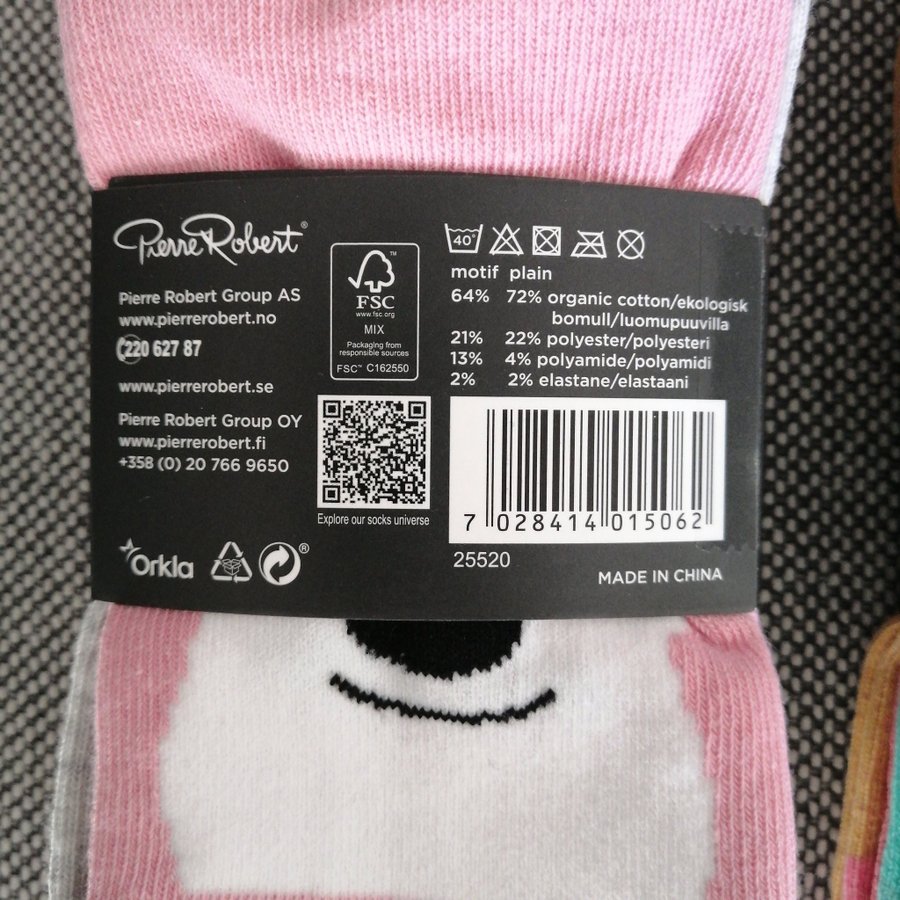 Pierre Robert®
Pierre Robert Group AS
www.pierrerobert.no
220 627 87
www.pierrerobert.se
Pierre Robert Group OY
www.pierrerobert.fi
+358 (0) 20 766 9650
Orkla
®
™
FSC
www.fsc.org
MIX
Packaging from
responsible sources
FSC™ C162550
Explore our socks universe
40°
motif plain
64% 72% organic cotton/ekologisk
bomull/luomupuuvilla
21% 22% polyester/polyesteri
13% 4% polyamide/polyamidi
2% 2% elastane/elastaani
7 028414 015062
25520
MADE IN CHINA